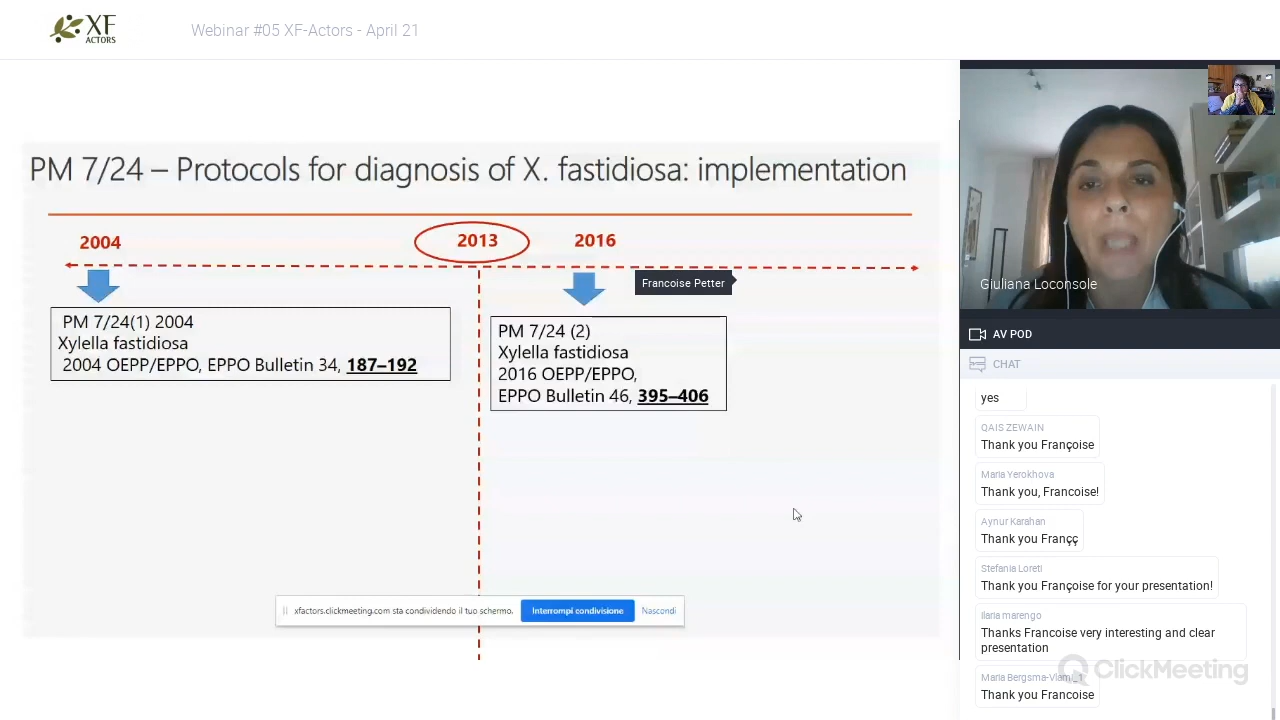 XF
ACTORS
Webinar #05 XF-Actors - April 21
PM 7/24 – Protocols for diagnosis of X. fastidiosa: implementation
2004
2013
2016
Francoise Petter
PM 7/24(1) 2004
Xylella fastidiosa
2004 OEPP/EPPO, EPPO Bulletin 34, 187–192
PM 7/24 (2)
Xylella fastidiosa
2016 OEPP/EPPO,
EPPO Bulletin 46, 395–406
xfactors.clickmeeting.com sta condividendo il tuo schermo.
Interrompi condivisione
Nascondi
Giuliana Loconsole
AV POD
CHAT
yes
QAIS ZEWAIN
Thank you Françoise
Maria Yerokhova
Thank you, Francoise!
Aynur Karahan
Thank you Françç
Stefania Loreti
Thank you Françoise for your presentation!
Ilaria marengo
Thanks Francoise very interesting and clear
presentation
Maria Bergsma-Vlami_1
Thank you Francoise
ClickMeeting